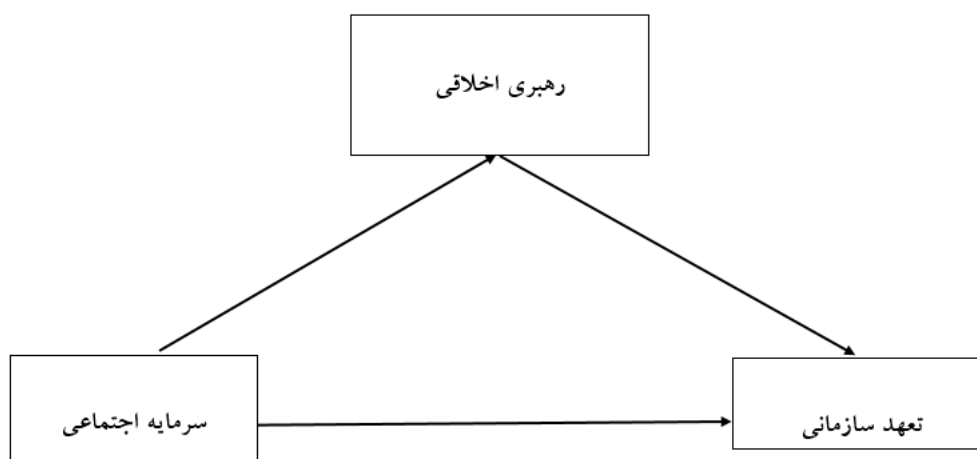 رهبری اخلاقی
سرمایه اجتماعی
تعهد سازمانی